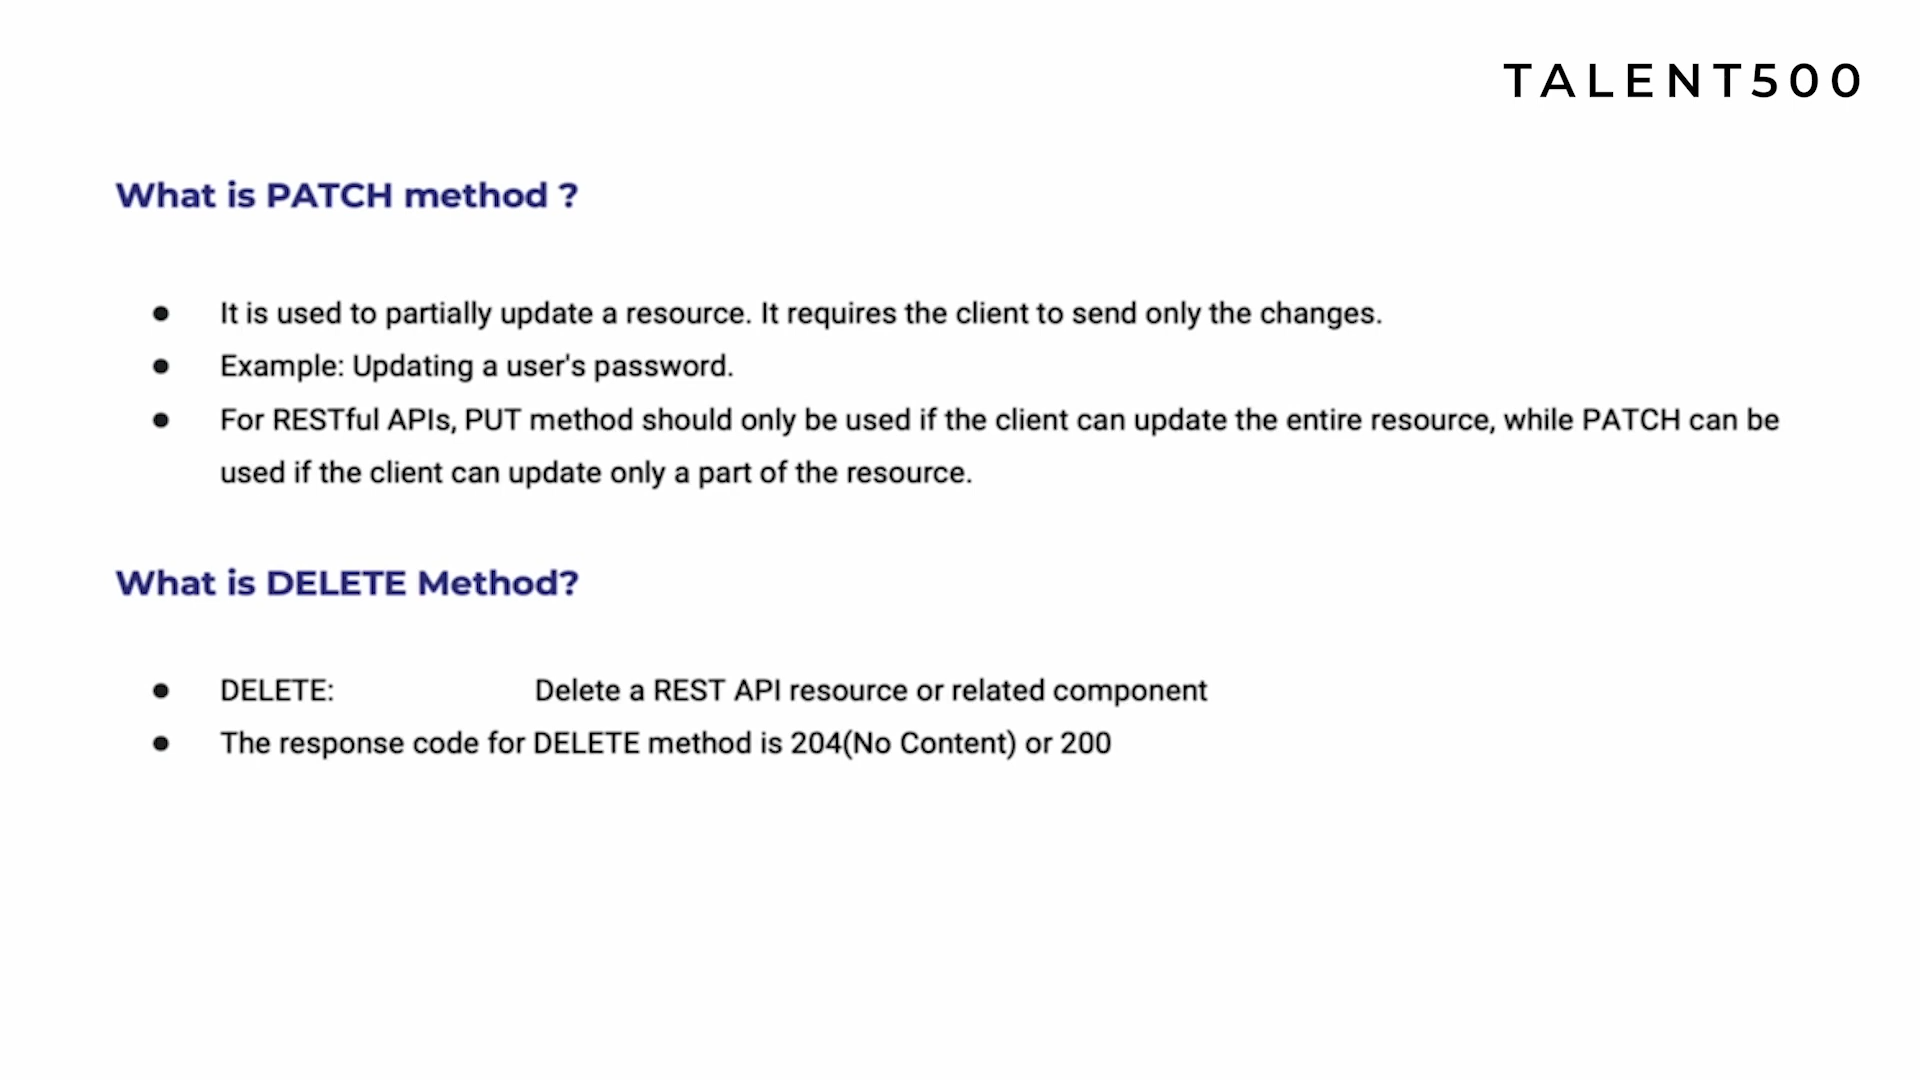 TALENT500
What is PATCH method ?
● It is used to partially update a resource. It requires the client to send only the changes.
● Example: Updating a user's password.
● For RESTful APIs, PUT method should only be used if the client can update the entire resource, while PATCH can be
used if the client can update only a part of the resource.
What is DELETE Method?
● DELETE: Delete a REST API resource or related component
● The response code for DELETE method is 204(No Content) or 200